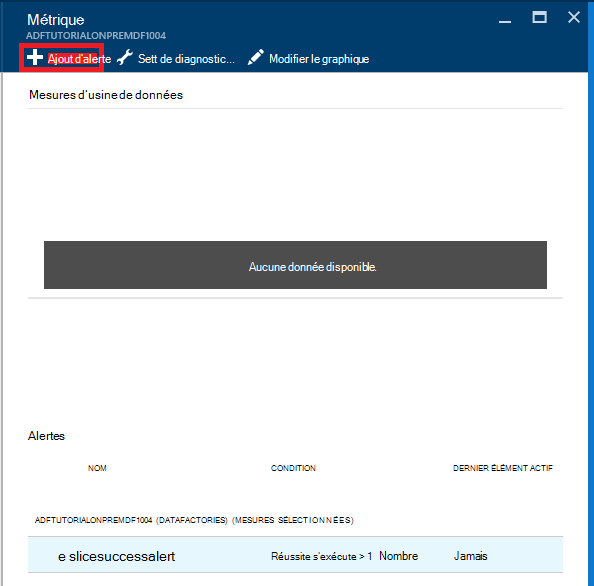 Métrique
ADFTUTORIALONPREMDF1004
Ajout d'alerte Sett de diagnostic... Modifier le graphique
Mesures d'usine de données
Aucune donnée disponible.
Alertes
NOM CONDITION DERNIER ÉLÉMENT ACTIF
ADFTUTORIALONPREMDF1004 (DATAFACTORIES) (MESURES SÉLECTIONNÉES)
e slicesuccessalert Réussite s'exécute > 1 Nombre Jamais